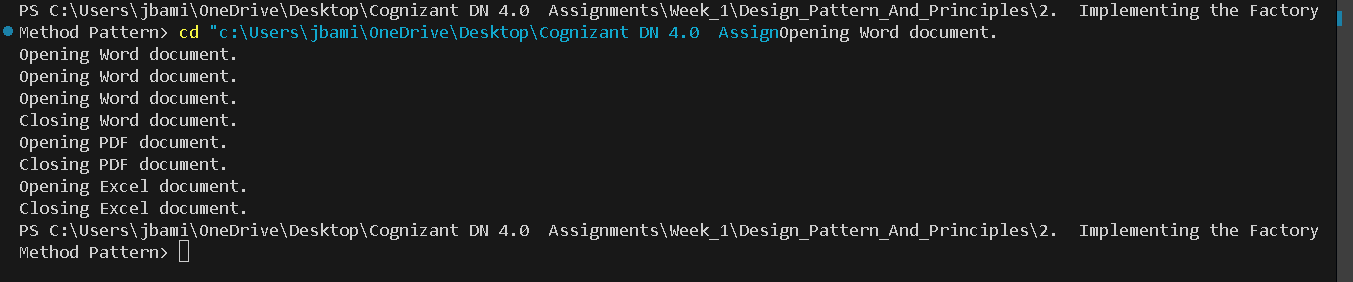 PS C:\Users\jbami\OneDrive\Desktop\Cognizant DN 4.0  Assignments\Week_1\Design_Pattern_And_Principles\2.  Implementing the Factory
Method Pattern> cd "c:\Users\jbami\OneDrive\Desktop\Cognizant DN 4.0  AssignOpening Word document.
Opening Word document.
Opening Word document.
Opening Word document.
Closing Word document.
Opening PDF document.
Closing PDF document.
Opening Excel document.
Closing Excel document.
PS C:\Users\jbami\OneDrive\Desktop\Cognizant DN 4.0  Assignments\Week_1\Design_Pattern_And_Principles\2.  Implementing the Factory
Method Pattern>